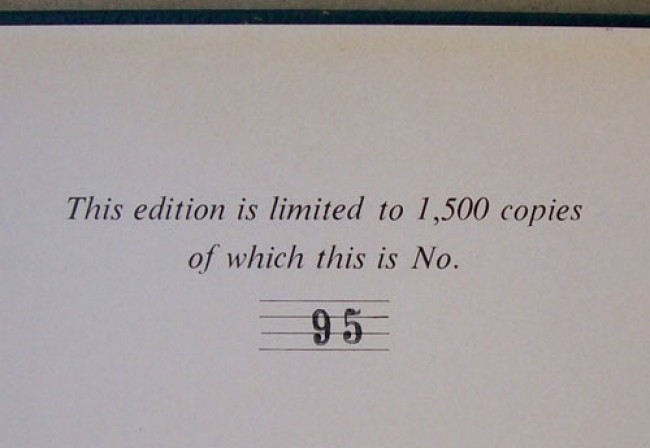 This edition is limited to 1,500 copies
of which this is No.
95